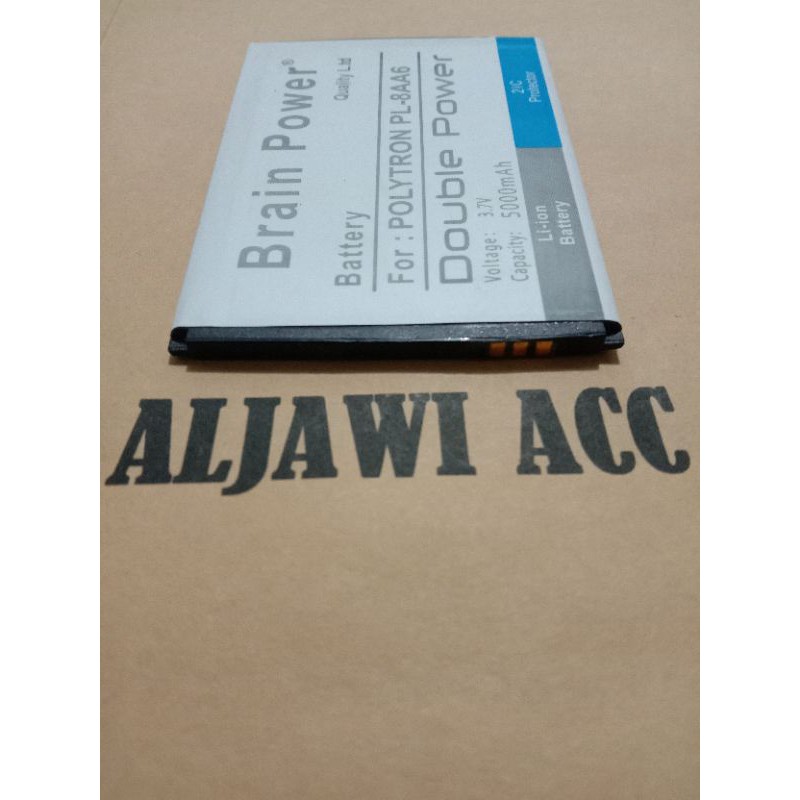 Brain Power®
Battery
Quality L.td
For : POLYTRON PL-8AA6
Double Power
Voltage: 3.7V
Capacity: 5000mAh
Li-ion
Battery
2IC
Protector
ALJAWI ACC